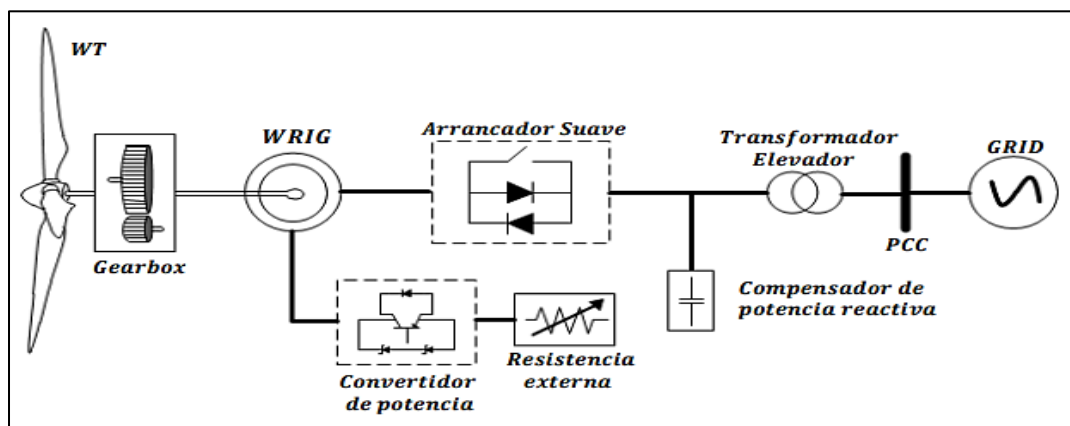 WT
Gearbox
WRIG
Arrancador Suave
Transformador
Elevador
GRID
PCC
Compensador de
potencia reactiva
Convertidor
de potencia
Resistencia
externa